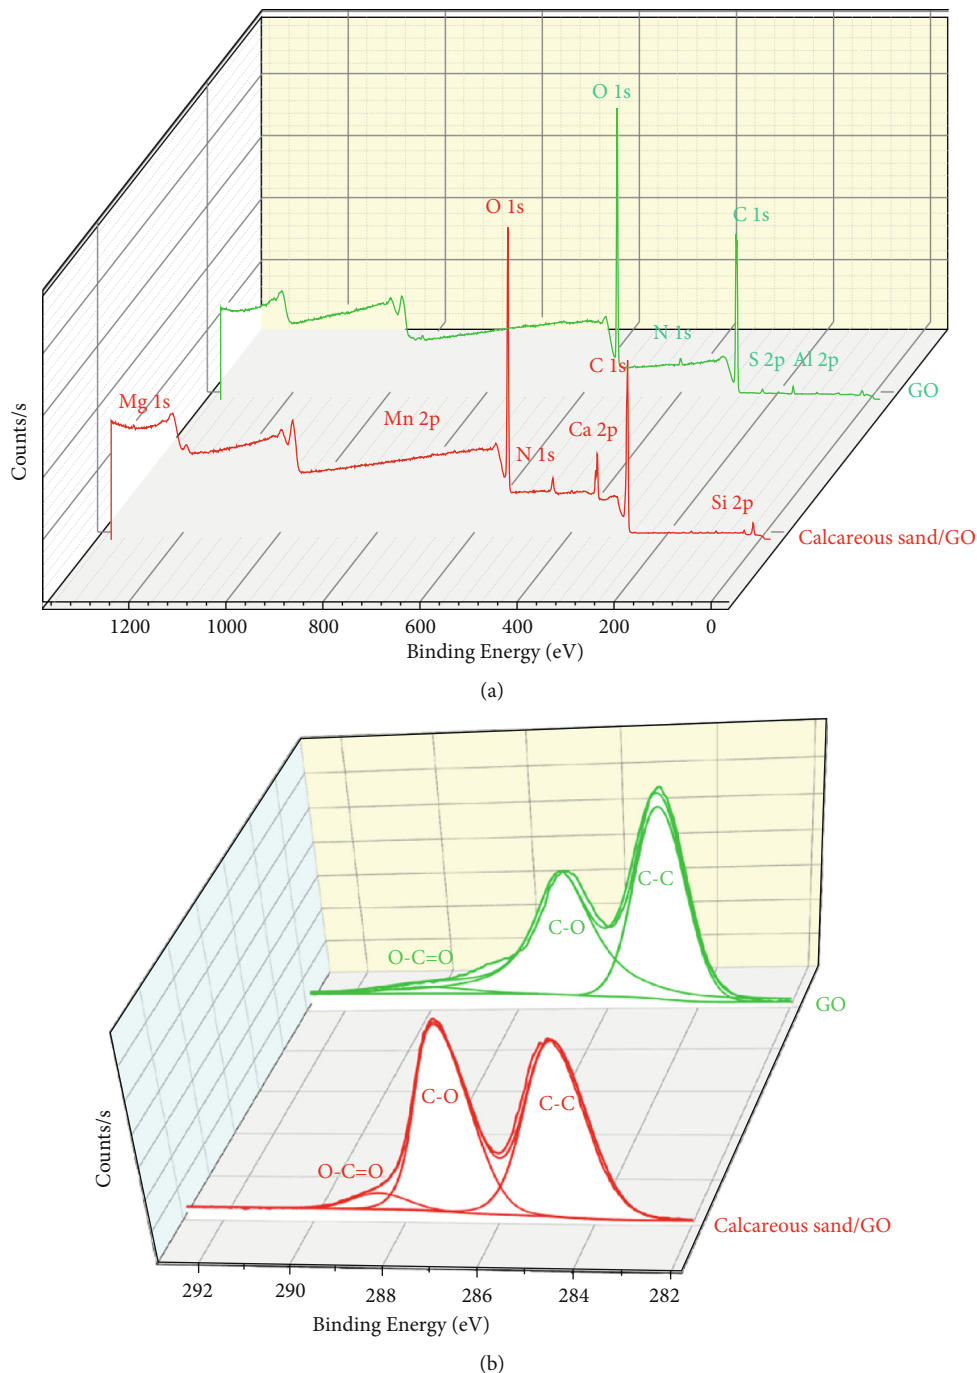 O 1s
O 1s
C 1s
N 1s
S 2p Al 2p
C 1s
GO
Mg 1s
Mn 2p
Ca 2p
N 1s
Si 2p
Calcareous sand/GO
Counts/s
1200 1000 800 600 400 200 0
Binding Energy (eV)
(a)
C-C
C-O
O-C=O
GO
C-O
C-C
O-C=O
Calcareous sand/GO
Counts/s
292 290 288 286 284 282
Binding Energy (eV)
(b)